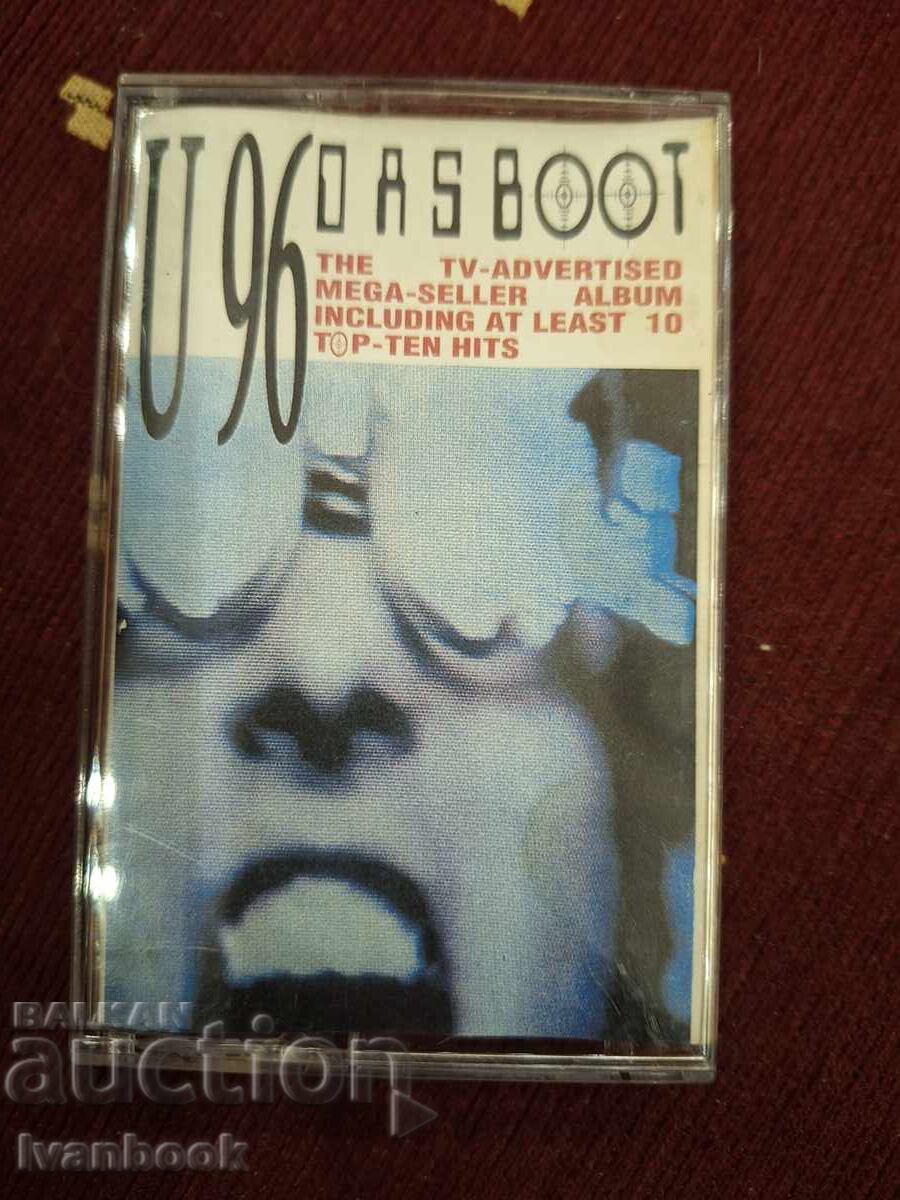 U 96 DAS BOOT
THE TV-ADVERTISED
MEGA-SELLER ALBUM
INCLUDING AT LEAST 10
TOP-TEN HITS
BALKAN
auction
Ivanbook